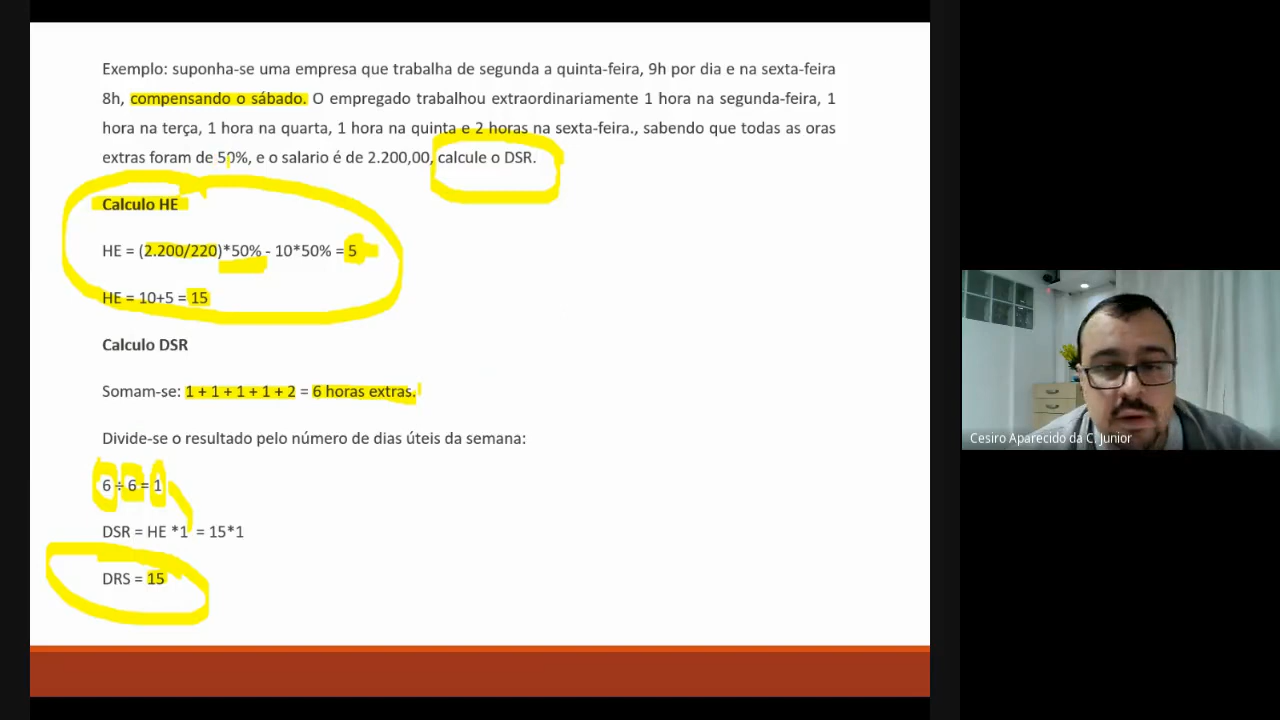 Exemplo: suponha-se uma empresa que trabalha de segunda a quinta-feira, 9h por dia e na sexta-feira
8h, compensando o sábado. O empregado trabalhou extraordinariamente 1 hora na segunda-feira, 1
hora na terça, 1 hora na quarta, 1 hora na quinta e 2 horas na sexta-feira., sabendo que todas as oras
extras foram de 50%, e o salario é de 2.200,00, calcule o DSR.
Calculo HE
HE = (2.200/220)*50% - 10*50% = 5
HE = 10+5 = 15
Calculo DSR
Somam-se: 1 + 1 + 1 + 1 + 2 = 6 horas extras.
Divide-se o resultado pelo número de dias úteis da semana:
6 ÷ 6 = 1
DSR = HE *1 = 15*1
DRS = 15
Cesiro Aparecido da C. Junior